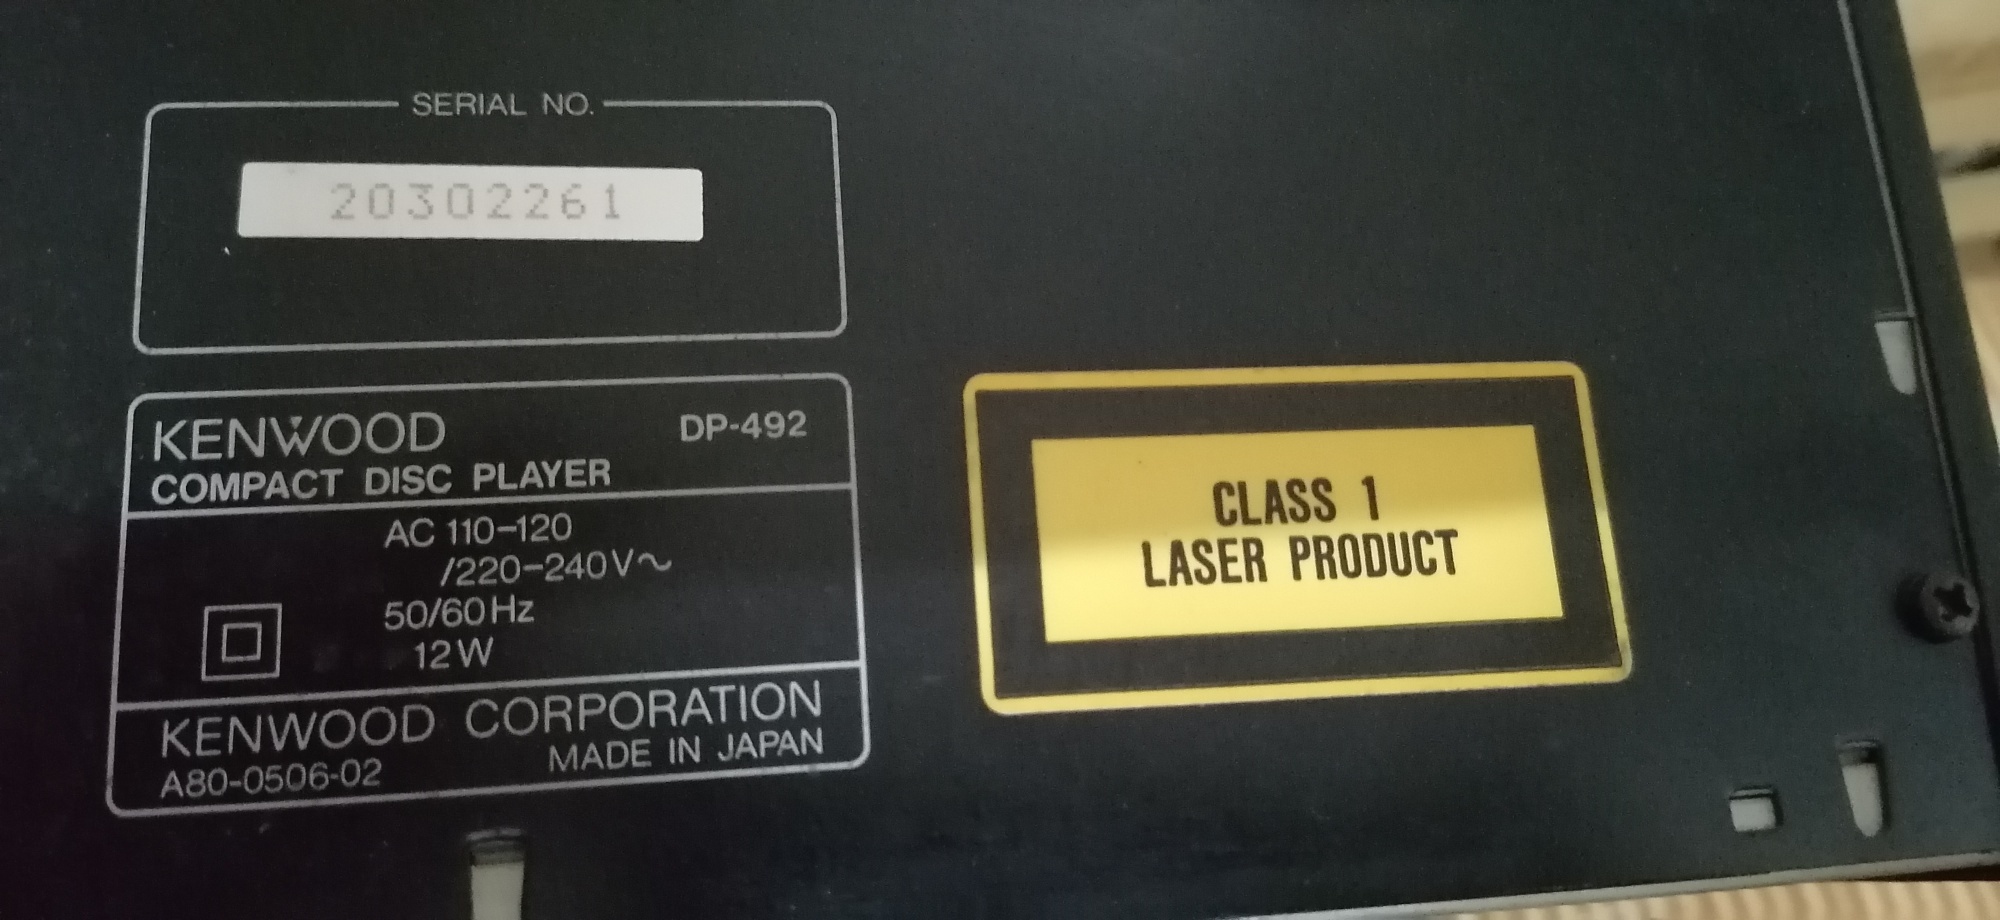 SERIAL NO.
20302261
KENWOOD DP-492
COMPACT DISC PLAYER
AC 110-120
/220-240V~
50/60Hz
12W
KENWOOD CORPORATION
MADE IN JAPAN
A80-0506-02
CLASS 1
LASER PRODUCT